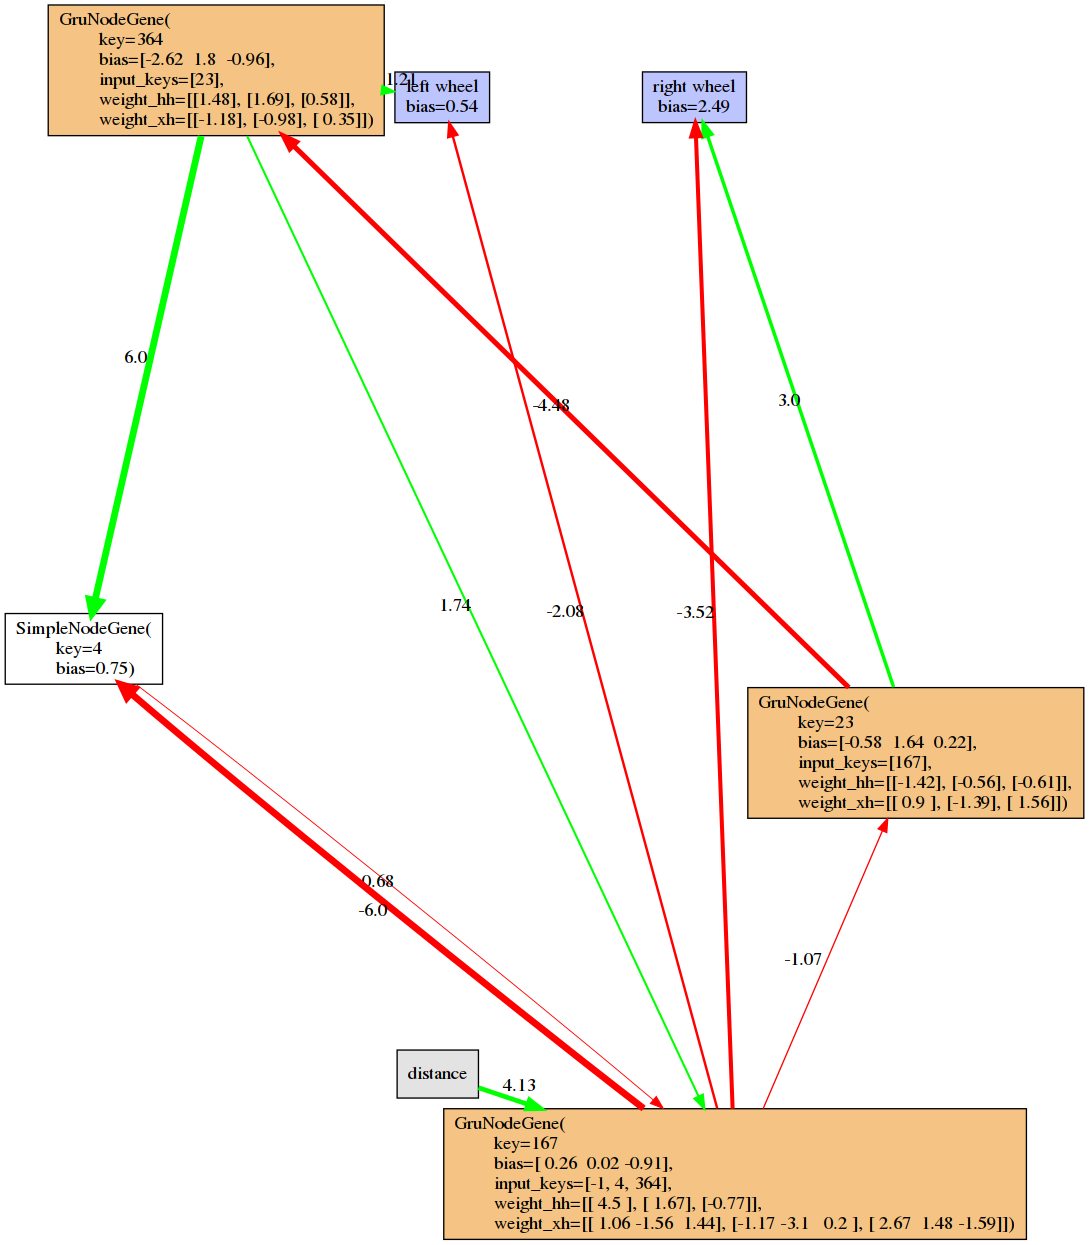 GruNodeGene(
key=364
bias=[-2.62 1.8 -0.96],
input_keys=[23],
weight_hh=[[1.48], [1.69], [0.58]],
weight_xh=[[-1.18], [-0.98], [ 0.35]])
1.21
left wheel
bias=0.54
right wheel
bias=2.49
6.0
-4.48
3.0
1.74
-2.08
-3.52
SimpleNodeGene(
key=4
bias=0.75)
GruNodeGene(
key=23
bias=[-0.58 1.64 0.22],
input_keys=[167],
weight_hh=[[-1.42], [-0.56], [-0.61]],
weight_xh=[[ 0.9 ], [-1.39], [ 1.56]])
-0.68
-6.0
-1.07
distance
4.13
GruNodeGene(
key=167
bias=[ 0.26 0.02 -0.91],
input_keys=[-1, 4, 364],
weight_hh=[[ 4.5 ], [ 1.67], [-0.77]],
weight_xh=[[ 1.06 -1.56 1.44], [-1.17 -3.1 0.2 ], [ 2.67 1.48 -1.59]])